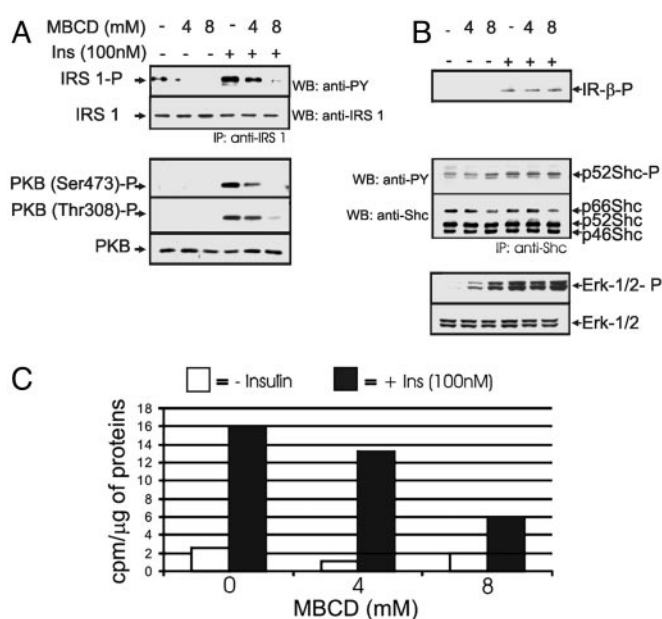 A
MBCD (mM) - 4 8 - 4 8
Ins (100nM) - - - + + +
IRS 1-P
WB: anti-PY
IRS 1
WB: anti-IRS 1
IP: anti-IRS 1
PKB (Ser473)-P
PKB (Thr308)-P
PKB
B
- 4 8 - 4 8
- - - + + +
IR-β-P
WB: anti-PY
p52Shc-P
WB: anti-Shc
p66Shc
p52Shc
p46Shc
IP: anti-Shc
Erk-1/2- P
Erk-1/2
C
= - Insulin = + Ins (100nM)
cpm/μg of proteins
18
16
14
12
10
8
6
4
2
0
0 4 8
MBCD (mM)